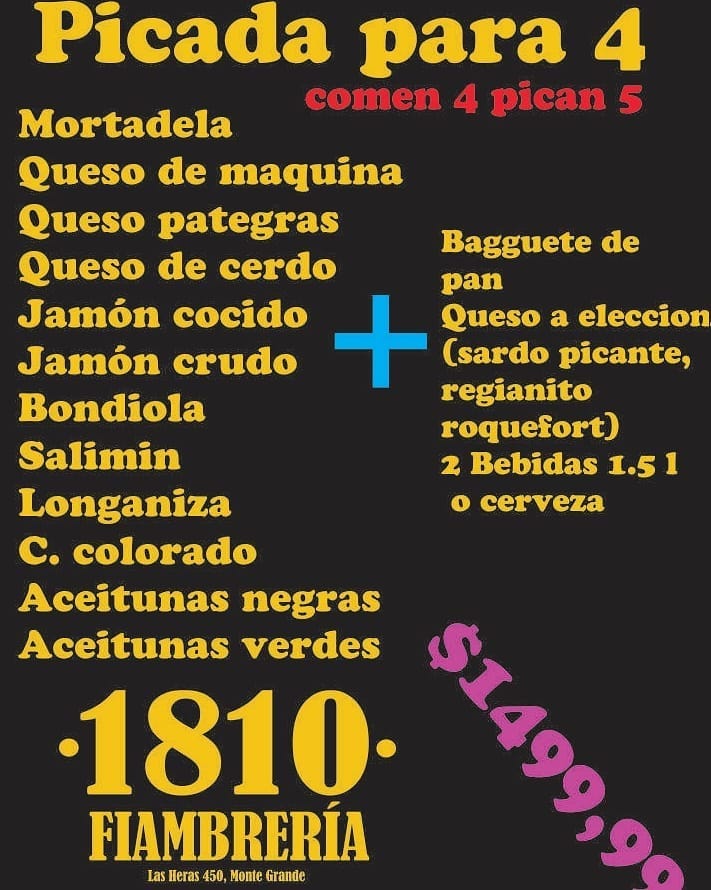 Picada para 4
comen 4 pican 5
Mortadela
Queso de maquina
Queso pategras
Queso de cerdo
Jamón cocido
Jamón crudo
Bondiola
Salimin
Longaniza
C. colorado
Aceitunas negras
Aceitunas verdes
+
Bagguete de
pan
Queso a eleccion
(sardo picante,
regianito
roquefort)
2 Bebidas 1.5 l
o cerveza
$1499,99
·1810·
FIAMBRERÍA
Las Heras 450, Monte Grande